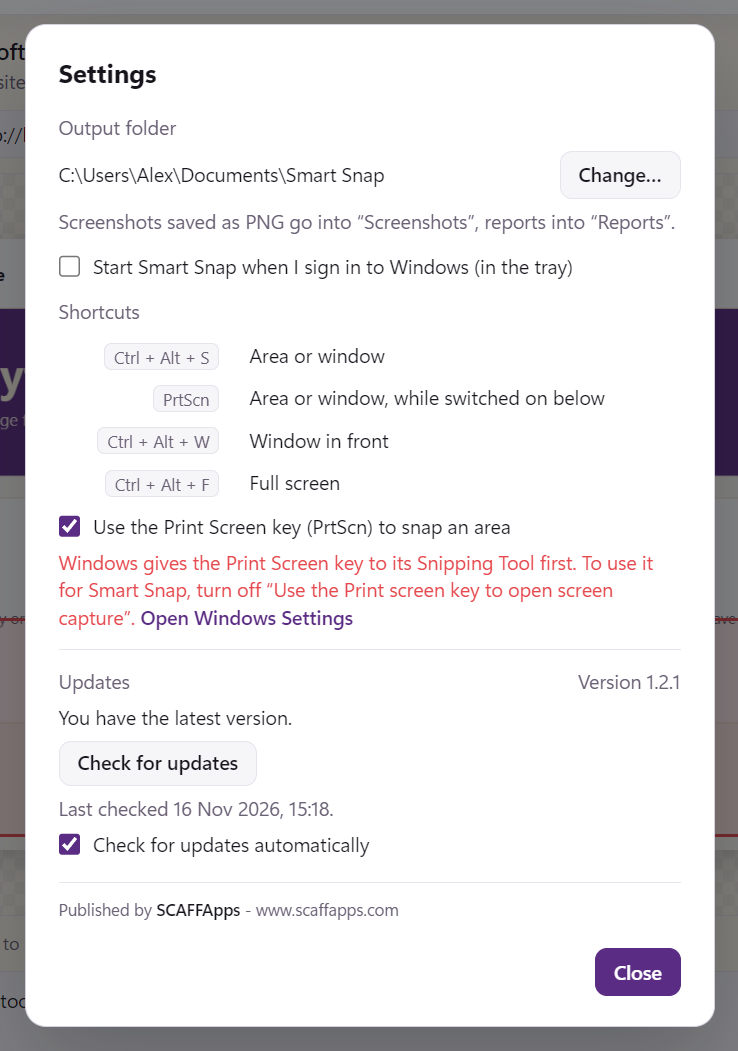 Settings
Output folder
C:\Users\Alex\Documents\Smart Snap
Change...
Screenshots saved as PNG go into “Screenshots”, reports into “Reports”.
Start Smart Snap when I sign in to Windows (in the tray)
Shortcuts
Ctrl + Alt + S Area or window
PrtScn Area or window, while switched on below
Ctrl + Alt + W Window in front
Ctrl + Alt + F Full screen
Use the Print Screen key (PrtScn) to snap an area
Windows gives the Print Screen key to its Snipping Tool first. To use it
for Smart Snap, turn off “Use the Print screen key to open screen
capture”. Open Windows Settings
Updates Version 1.2.1
You have the latest version.
Check for updates
Last checked 16 Nov 2026, 15:18.
Check for updates automatically
Published by SCAFFApps - www.scaffapps.com
to
Close